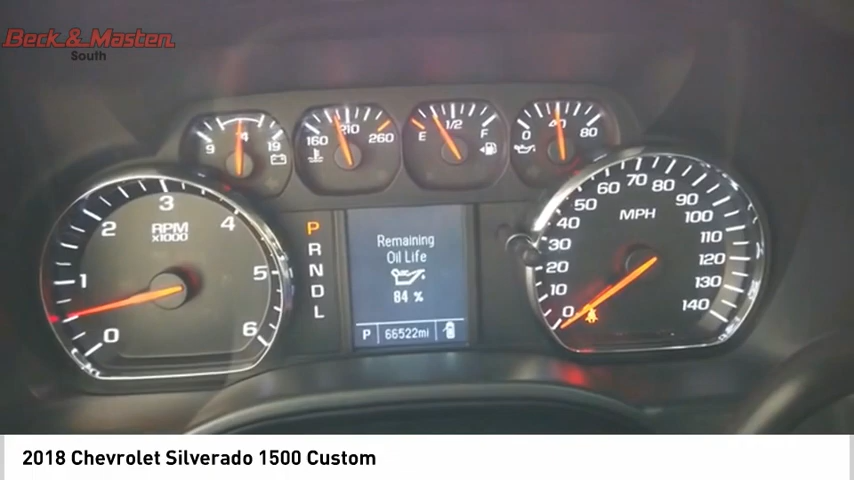 Beck & Masten
South
9 14 19
160 210 260
E 1/2 F
0 40 80
0 1 2 3 4 5 6
RPM
x1000
P
R
N
D
L
Remaining
Oil Life
84 %
P 66522mi
0 10 20 30 40 50 60 70 80 90 100 110 120 130 140
MPH
2018 Chevrolet Silverado 1500 Custom